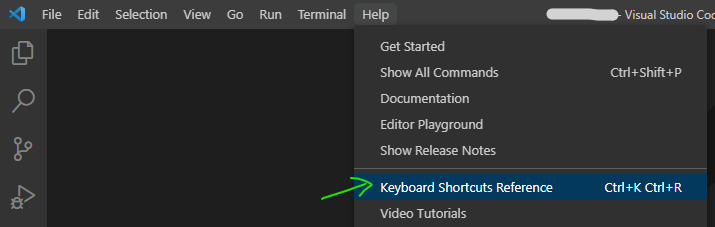 File Edit Selection View Go Run Terminal Help - Visual Studio Cod
Get Started
Show All Commands Ctrl+Shift+P
Documentation
Editor Playground
Show Release Notes
Keyboard Shortcuts Reference Ctrl+K Ctrl+R
Video Tutorials